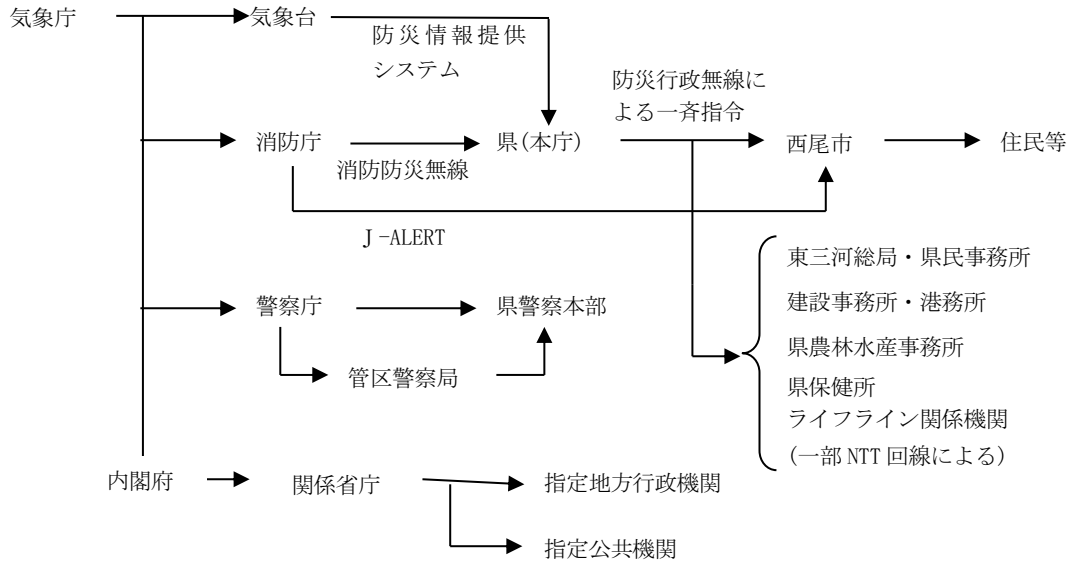 気象庁
気象台
防災情報提供
システム
防災行政無線に
よる一斉指令
消防庁
県(本庁)
西尾市
住民等
消防防災無線
J-ALERT
東三河総局・県民事務所
建設事務所・港務所
県農林水産事務所
県保健所
ライフライン関係機関
(一部 NTT 回線による)
警察庁
県警察本部
管区警察局
内閣府
関係省庁
指定地方行政機関
指定公共機関